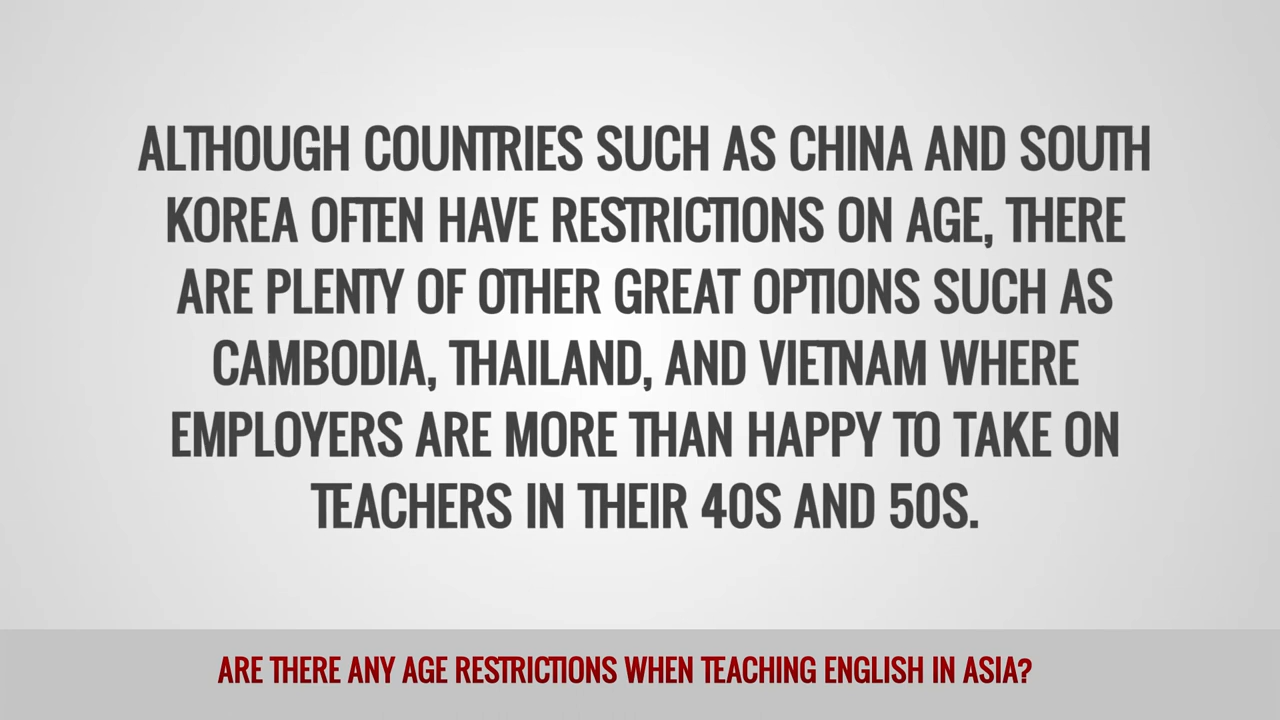 ALTHOUGH COUNTRIES SUCH AS CHINA AND SOUTH
KOREA OFTEN HAVE RESTRICTIONS ON AGE, THERE
ARE PLENTY OF OTHER GREAT OPTIONS SUCH AS
CAMBODIA, THAILAND, AND VIETNAM WHERE
EMPLOYERS ARE MORE THAN HAPPY TO TAKE ON
TEACHERS IN THEIR 40S AND 50S.
ARE THERE ANY AGE RESTRICTIONS WHEN TEACHING ENGLISH IN ASIA?